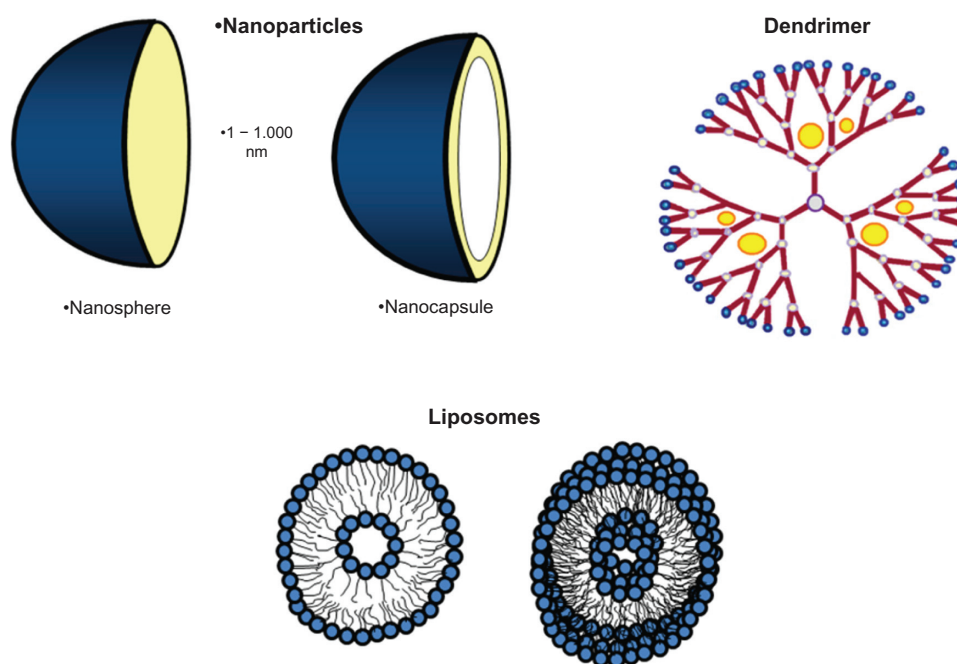 •Nanoparticles
Dendrimer
•1 − 1.000
nm
•Nanosphere
•Nanocapsule
Liposomes